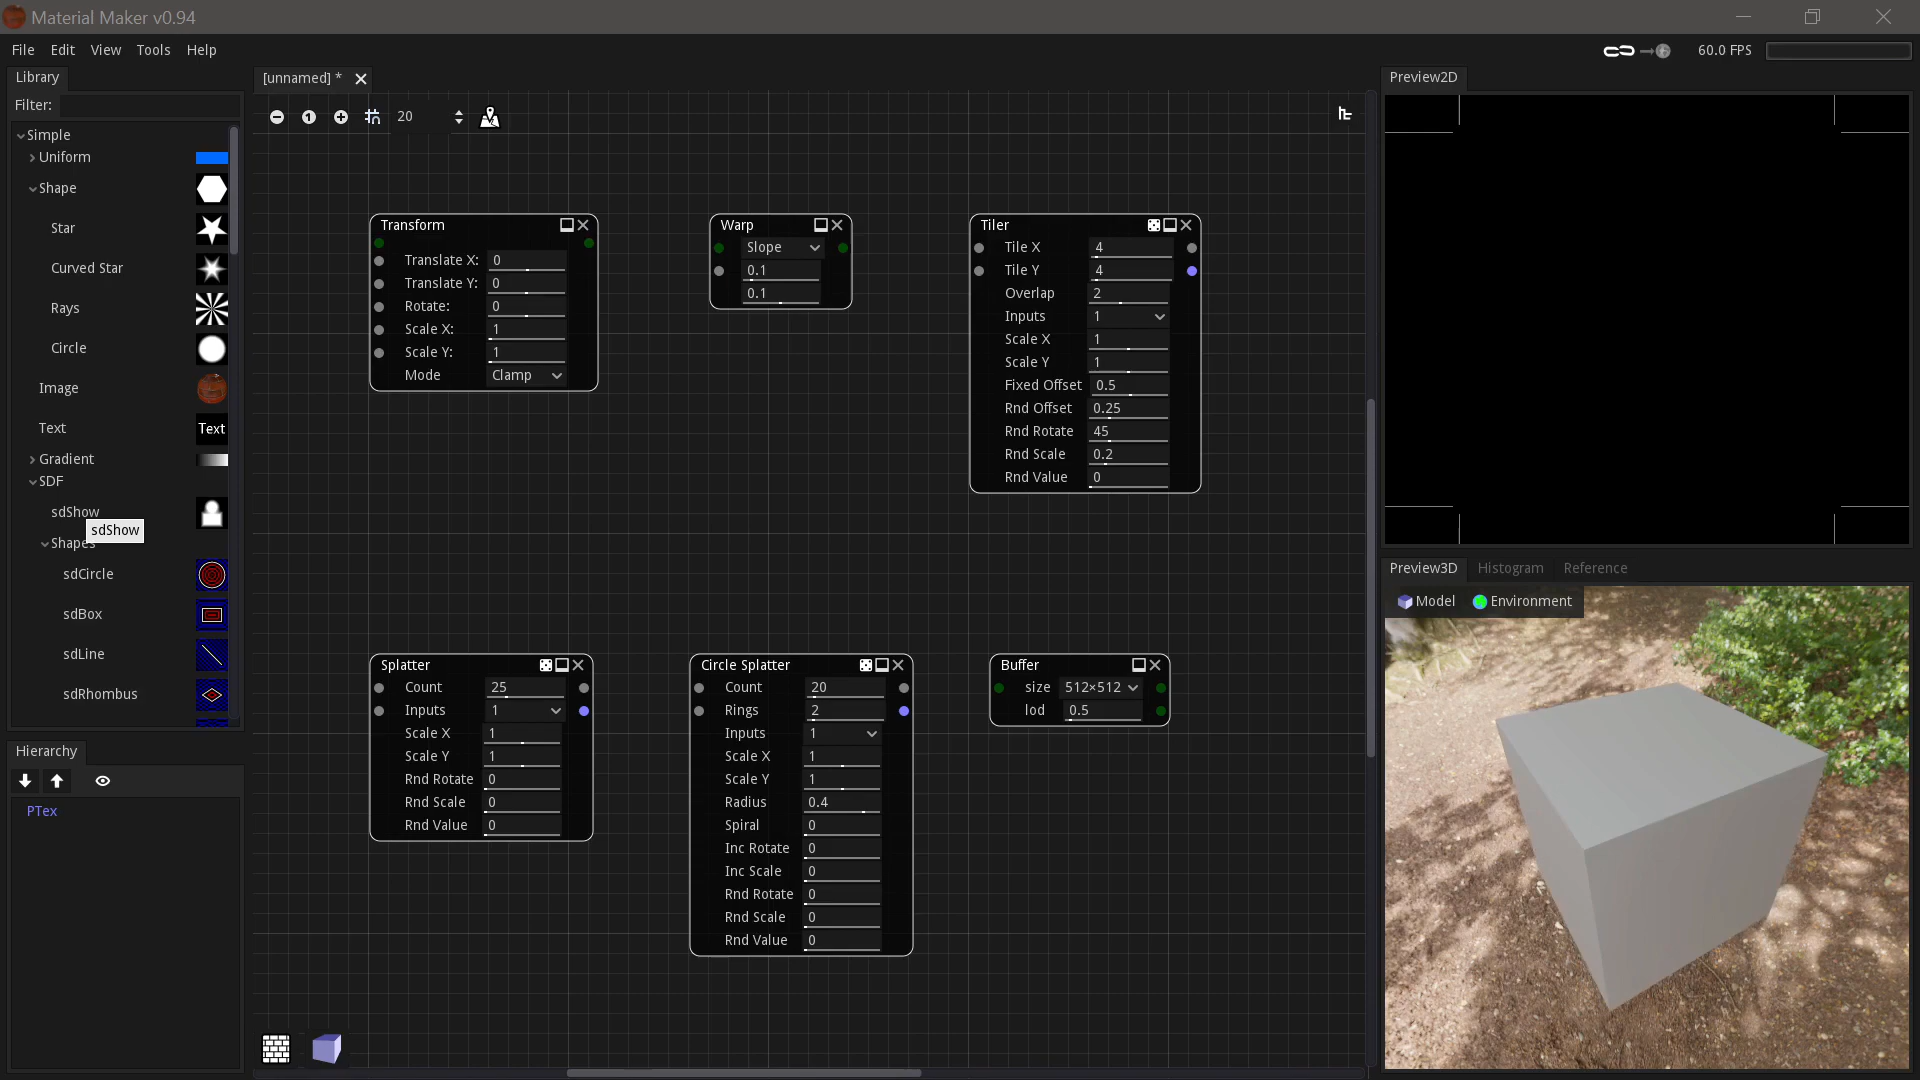 Material Maker v0.94
File Edit View Tools Help
60.0 FPS
Library
Filter:
Simple
Uniform
Shape
Star
Curved Star
Rays
Circle
Image
Text
Text
Gradient
SDF
sdShow
sdShow
Shapes
sdCircle
sdBox
sdLine
sdRhombus
Hierarchy
PTex
[unnamed] *
1
20
Transform
Translate X: 0
Translate Y: 0
Rotate: 0
Scale X: 1
Scale Y: 1
Mode Clamp
Warp
Slope
0.1
0.1
Tiler
Tile X 4
Tile Y 4
Overlap 2
Inputs 1
Scale X 1
Scale Y 1
Fixed Offset 0.5
Rnd Offset 0.25
Rnd Rotate 45
Rnd Scale 0.2
Rnd Value 0
Splatter
Count 25
Inputs 1
Scale X 1
Scale Y 1
Rnd Rotate 0
Rnd Scale 0
Rnd Value 0
Circle Splatter
Count 20
Rings 2
Inputs 1
Scale X 1
Scale Y 1
Radius 0.4
Spiral 0
Inc Rotate 0
Inc Scale 0
Rnd Rotate 0
Rnd Scale 0
Rnd Value 0
Buffer
size 512×512
lod 0.5
Preview2D
Preview3D Histogram Reference
Model Environment